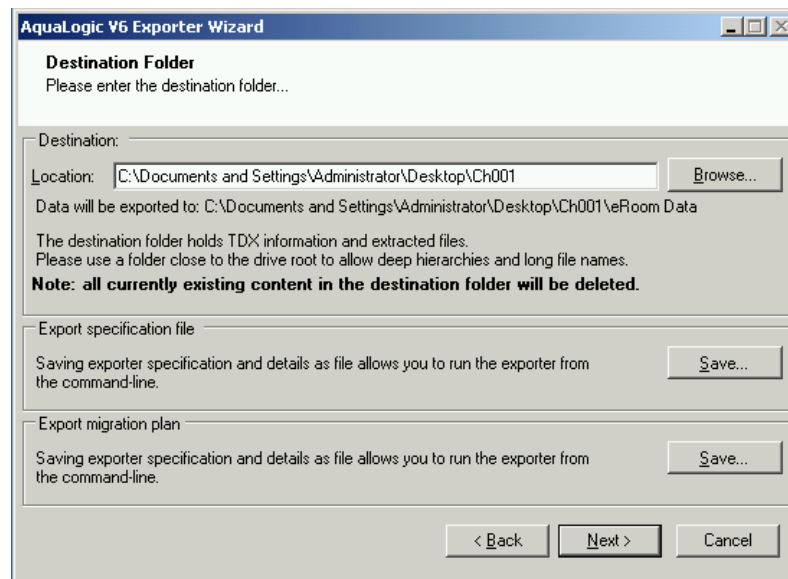 AquaLogic V6 Exporter Wizard
Destination Folder
Please enter the destination folder...
Destination:
Location: C:\Documents and Settings\Administrator\Desktop\Ch001 Browse...
Data will be exported to: C:\Documents and Settings\Administrator\Desktop\Ch001\eRoom Data
The destination folder holds TDX information and extracted files.
Please use a folder close to the drive root to allow deep hierarchies and long file names.
Note: all currently existing content in the destination folder will be deleted.
Export specification file
Saving exporter specification and details as file allows you to run the exporter from
the command-line.
Save...
Export migration plan
Saving exporter specification and details as file allows you to run the exporter from
the command-line.
Save...
< Back Next > Cancel